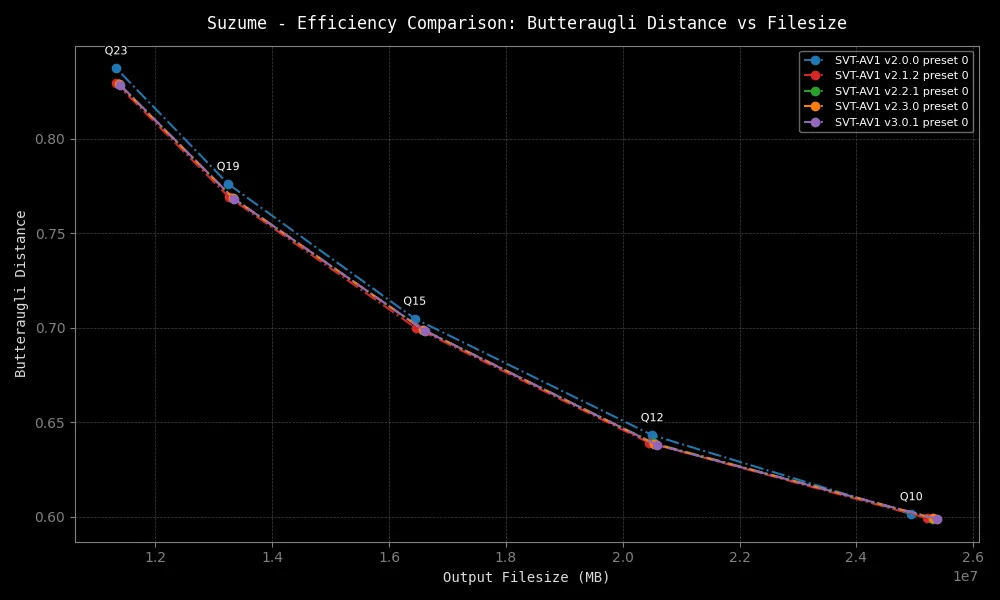 Suzume - Efficiency Comparison: Butteraugli Distance vs Filesize
Q23
Q19
Q15
Q12
Q10
SVT-AV1 v2.0.0 preset 0
SVT-AV1 v2.1.2 preset 0
SVT-AV1 v2.2.1 preset 0
SVT-AV1 v2.3.0 preset 0
SVT-AV1 v3.0.1 preset 0
Butteraugli Distance
0.80
0.75
0.70
0.65
0.60
1.2 1.4 1.6 1.8 2.0 2.2 2.4 2.6
1e7
Output Filesize (MB)